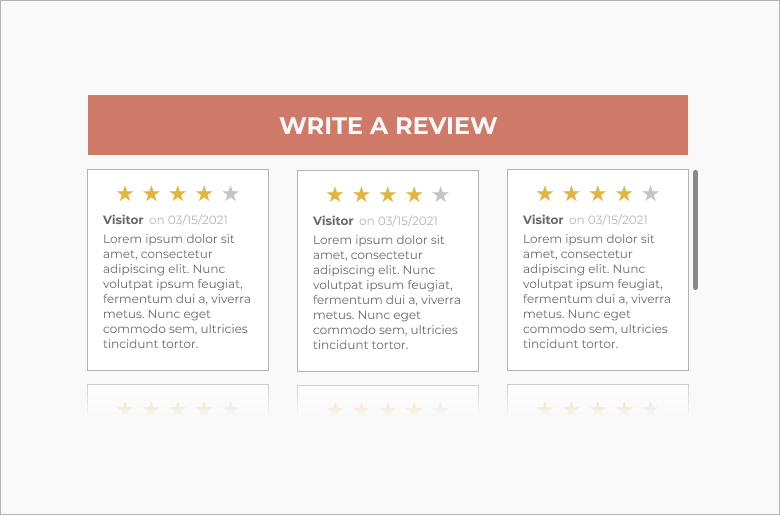 WRITE A REVIEW
Visitor on 03/15/2021
Lorem ipsum dolor sit
amet, consectetur
adipiscing elit. Nunc
volutpat ipsum feugiat,
fermentum dui a, viverra
metus. Nunc eget
commodo sem, ultricies
tincidunt tortor.
Visitor on 03/15/2021
Lorem ipsum dolor sit
amet, consectetur
adipiscing elit. Nunc
volutpat ipsum feugiat,
fermentum dui a, viverra
metus. Nunc eget
commodo sem, ultricies
tincidunt tortor.
Visitor on 03/15/2021
Lorem ipsum dolor sit
amet, consectetur
adipiscing elit. Nunc
volutpat ipsum feugiat,
fermentum dui a, viverra
metus. Nunc eget
commodo sem, ultricies
tincidunt tortor.